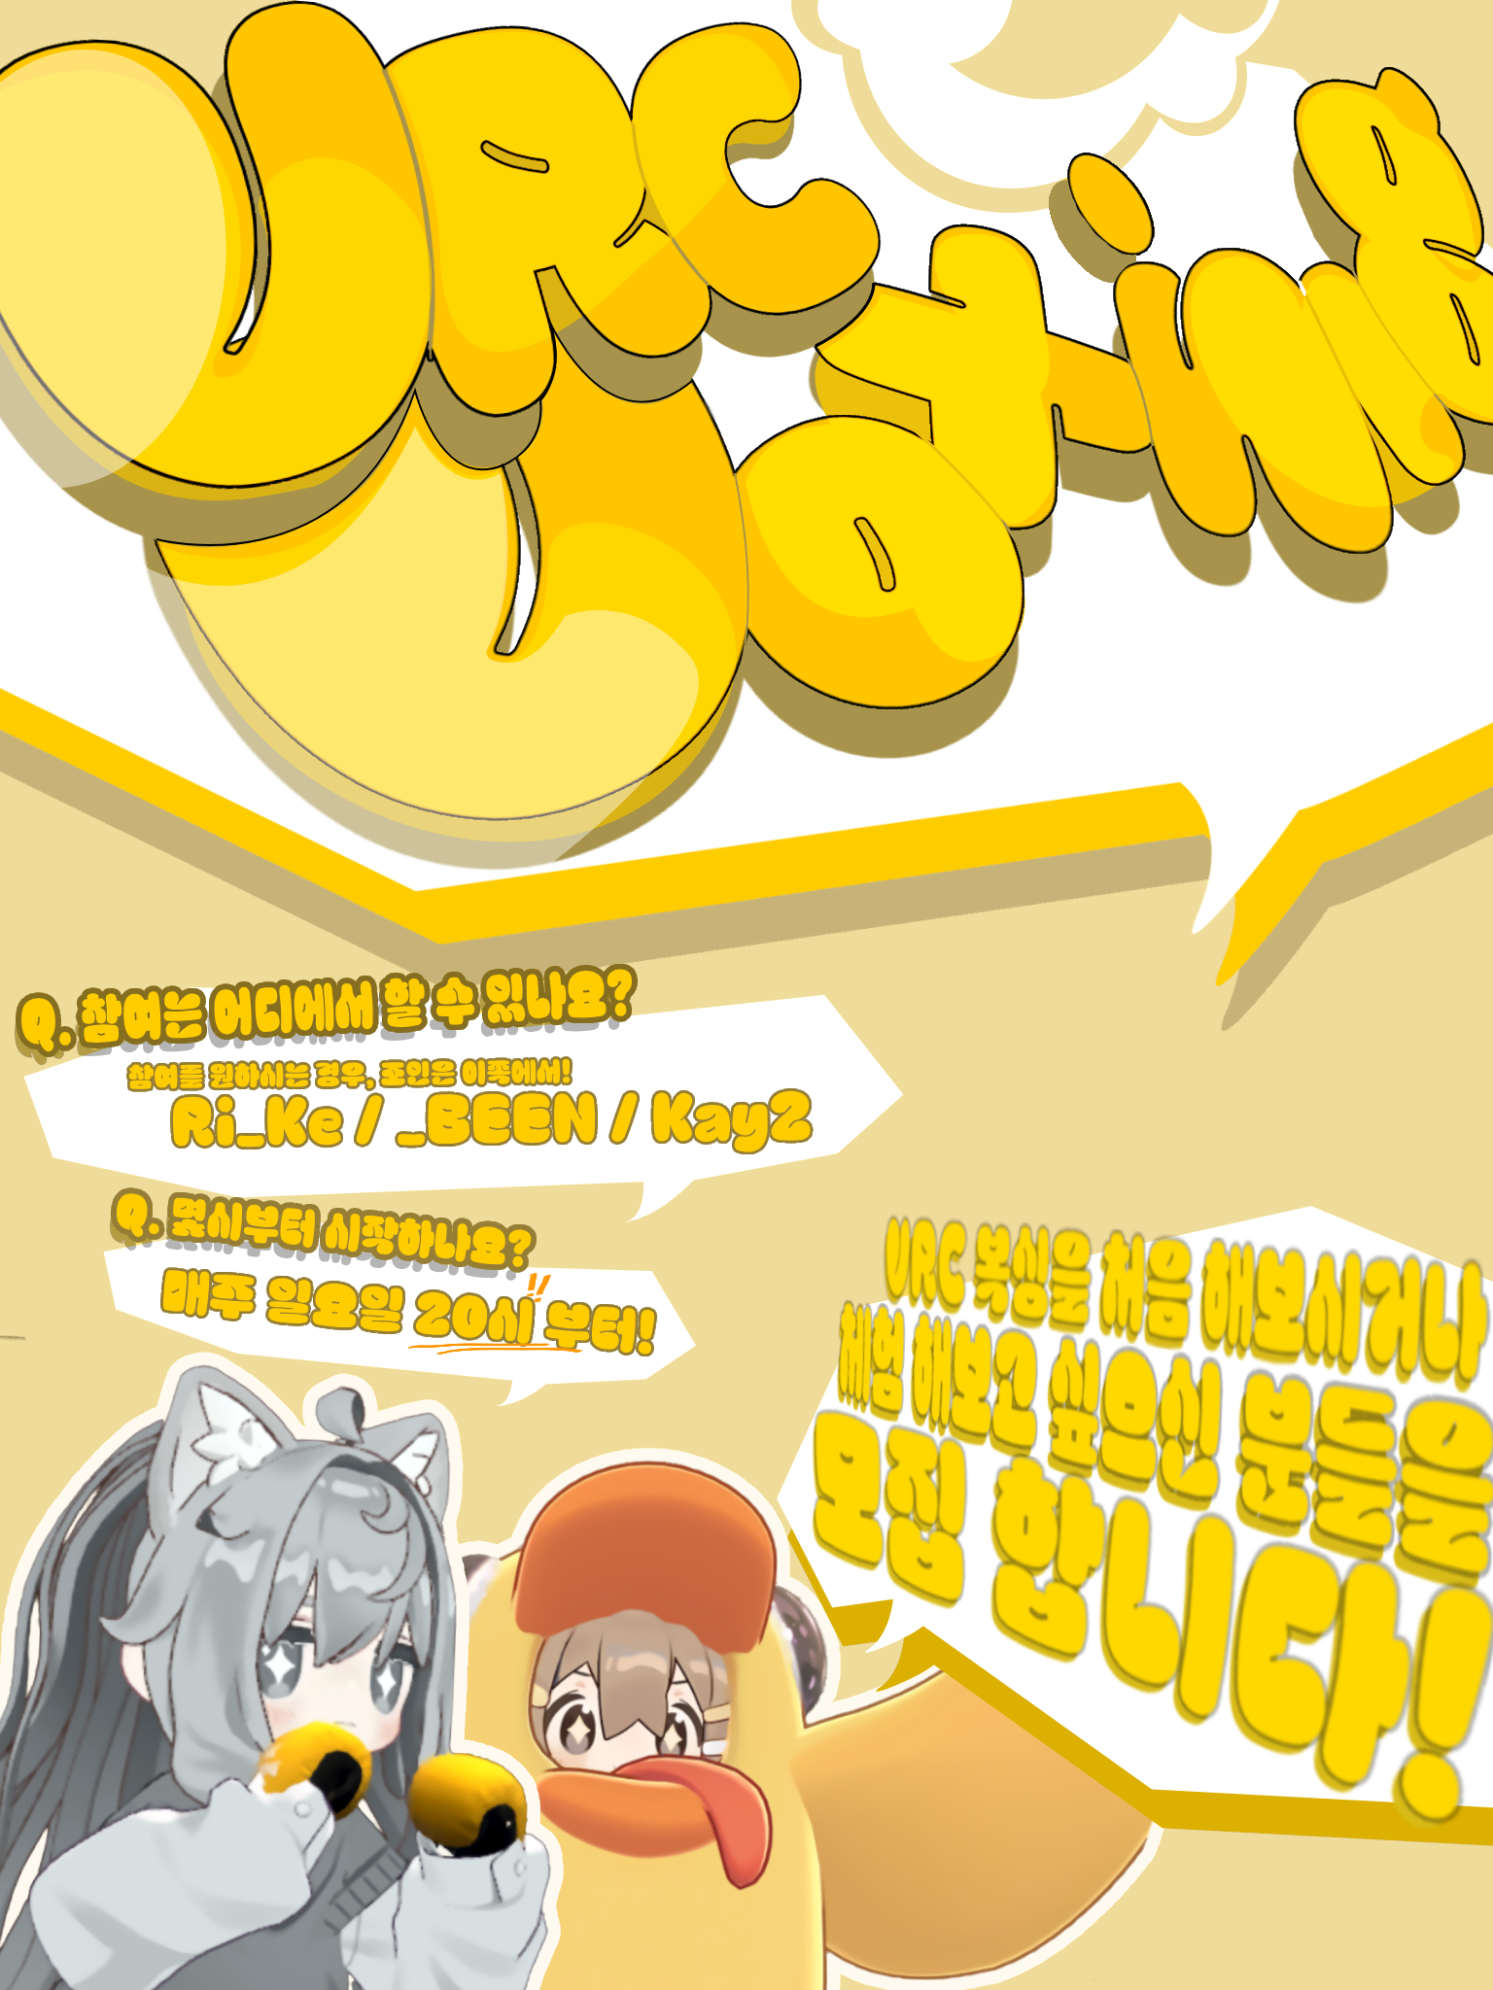 VRC
Voxing
Q. 참여는 어디에서 할 수 있나요?
참여를 원하시는 경우, 조인은 이쪽에서!
Ri_Ke / _BEEN / Kay2
Q. 몇시부터 시작하나요?
매주 일요일 20시!! 부터!
VRC 복싱을 처음 해보시거나
체험 해보고 싶으신 분들을
모집 합니다!